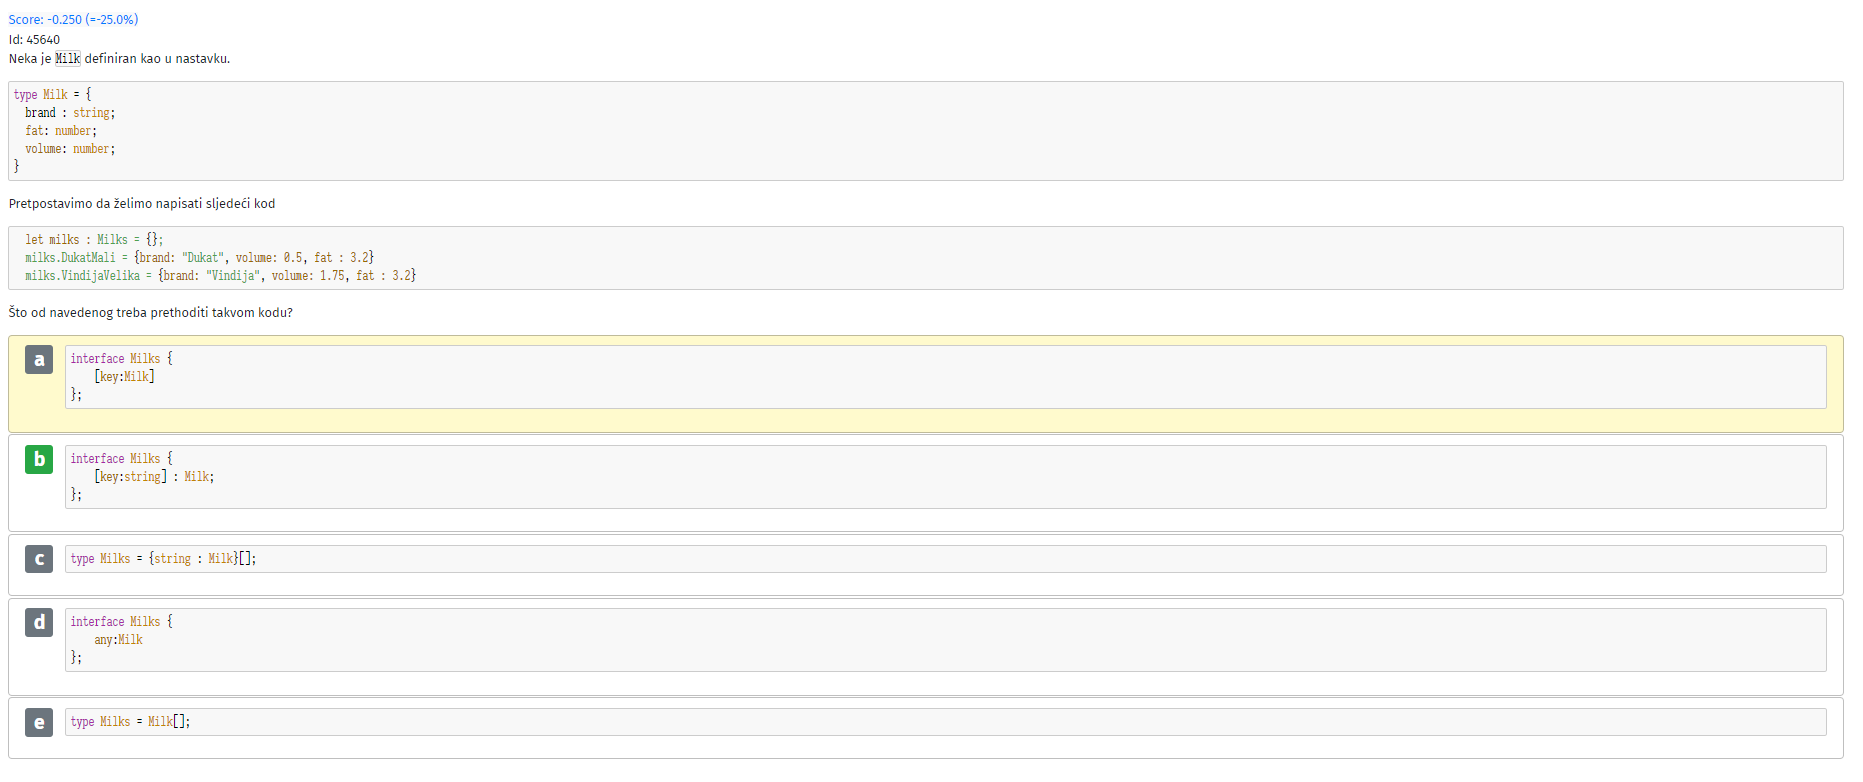 Score: -0.250 (=-25.0%)
Id: 45640
Neka je Milk definiran kao u nastavku.
type Milk = {
  brand : string;
  fat: number;
  volume: number;
}
Pretpostavimo da želimo napisati sljedeći kod
  let milks : Milks = {};
  milks.DukatMali = {brand: "Dukat", volume: 0.5, fat : 3.2}
  milks.VindijaVelika = {brand: "Vindija", volume: 1.75, fat : 3.2}
Što od navedenog treba prethoditi takvom kodu?
a
interface Milks {
    [key:Milk]
};
b
interface Milks {
    [key:string] : Milk;
};
c
type Milks = {string : Milk}[];
d
interface Milks {
    any:Milk
};
e
type Milks = Milk[];